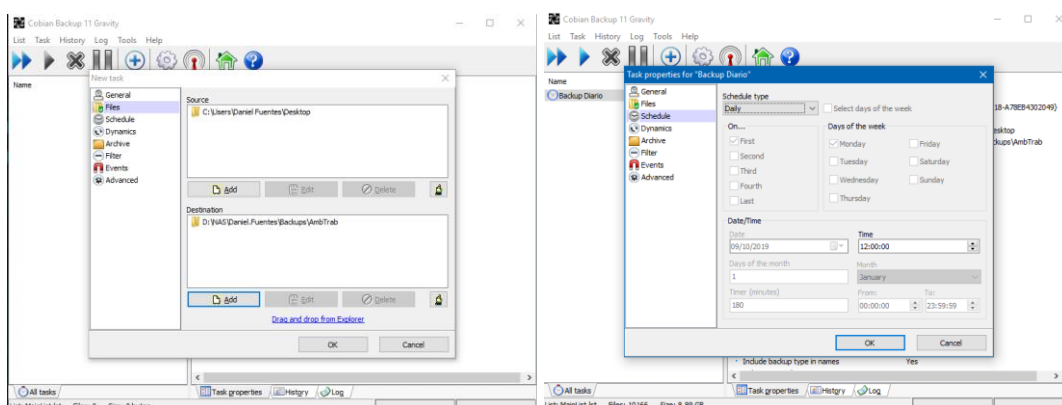 Cobian Backup 11 Gravity
List Task History Log Tools Help
Name
New task
General
Files
Schedule
Dynamics
Archive
Filter
Events
Advanced
Source
C:\Users\Daniel Fuentes\Desktop
Add Edit Delete
Destination
D:\NAS\Daniel.Fuentes\Backups\AmbTrab
Add Edit Delete
Drag and drop from Explorer
OK Cancel
All tasks
Task properties History Log
Cobian Backup 11 Gravity
List Task History Log Tools Help
Name
Backup Diario
18-A78EB4302049}
esktop
ckups\AmbTrab
Task properties for "Backup Diario"
General
Files
Schedule
Dynamics
Archive
Filter
Events
Advanced
Schedule type
Daily Select days of the week
On...
First
Second
Third
Fourth
Last
Days of the week
Monday Friday
Tuesday Saturday
Wednesday Sunday
Thursday
Date/Time
Date Time
09/10/2019 12:00:00
Days of the month Month
1 January
Timer (minutes) From: To:
180 00:00:00 23:59:59
OK Cancel
Include backup type in names Yes
All tasks
Task properties History Log